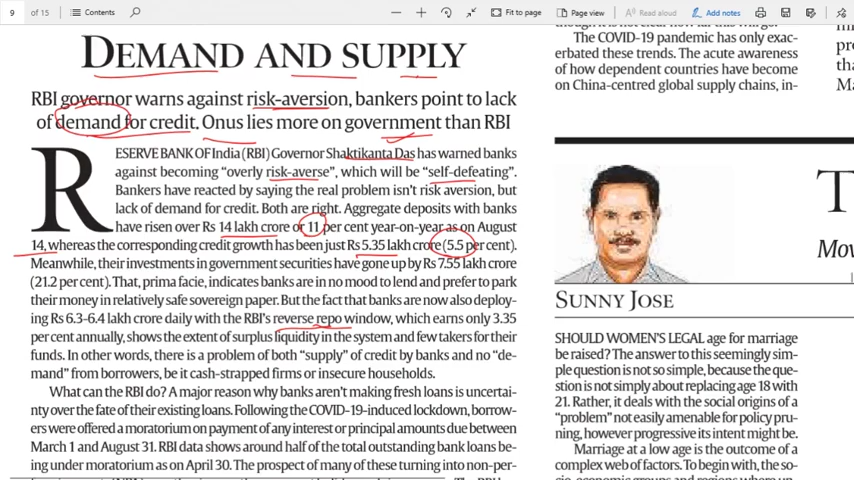 9 of 15 Contents Fit to page Page view Read aloud Add notes
DEMAND AND SUPPLY
RBI governor warns against risk-aversion, bankers point to lack
of demand for credit. Onus lies more on government than RBI
RESERVE BANK OF India (RBI) Governor Shaktikanta Das has warned banks
against becoming “overly risk-averse”, which will be “self-defeating”.
Bankers have reacted by saying the real problem isn't risk aversion, but
lack of demand for credit. Both are right. Aggregate deposits with banks
have risen over Rs 14 lakh crore or 11 per cent year-on-year as on August
14, whereas the corresponding credit growth has been just Rs 5.35 lakh crore (5.5 per cent).
Meanwhile, their investments in government securities have gone up by Rs 7.55 lakh crore
(21.2 per cent). That, prima facie, indicates banks are in no mood to lend and prefer to park
their money in relatively safe sovereign paper. But the fact that banks are now also deploy-
ing Rs 6.3-6.4 lakh crore daily with the RBI's reverse repo window, which earns only 3.35
per cent annually, shows the extent of surplus liquidity in the system and few takers for their
funds. In other words, there is a problem of both “supply” of credit by banks and no “de-
mand” from borrowers, be it cash-strapped firms or insecure households.
What can the RBI do? A major reason why banks aren't making fresh loans is uncertai-
nty over the fate of their existing loans. Following the COVID-19-induced lockdown, borrow-
ers were offered a moratorium on payment of any interest or principal amounts due between
March 1 and August 31. RBI data shows around half of the total outstanding bank loans be-
ing under moratorium as on April 30. The prospect of many of these turning into non-per-
The COVID-19 pandemic has only exac-
erbated these trends. The acute awareness
of how dependent countries have become
on China-centred global supply chains, in-
SUNNY JOSE
SHOULD WOMEN'S LEGAL age for marriage
be raised? The answer to this seemingly sim-
ple question is not so simple, because the que-
stion is not simply about replacing age 18 with
21. Rather, it deals with the social origins of a
“problem” not easily amenable for policy pru-
ning, however progressive its intent might be.
Marriage at a low age is the outcome of a
complex web of factors. To begin with, the so-
pro
tha
Ma
T
Mov